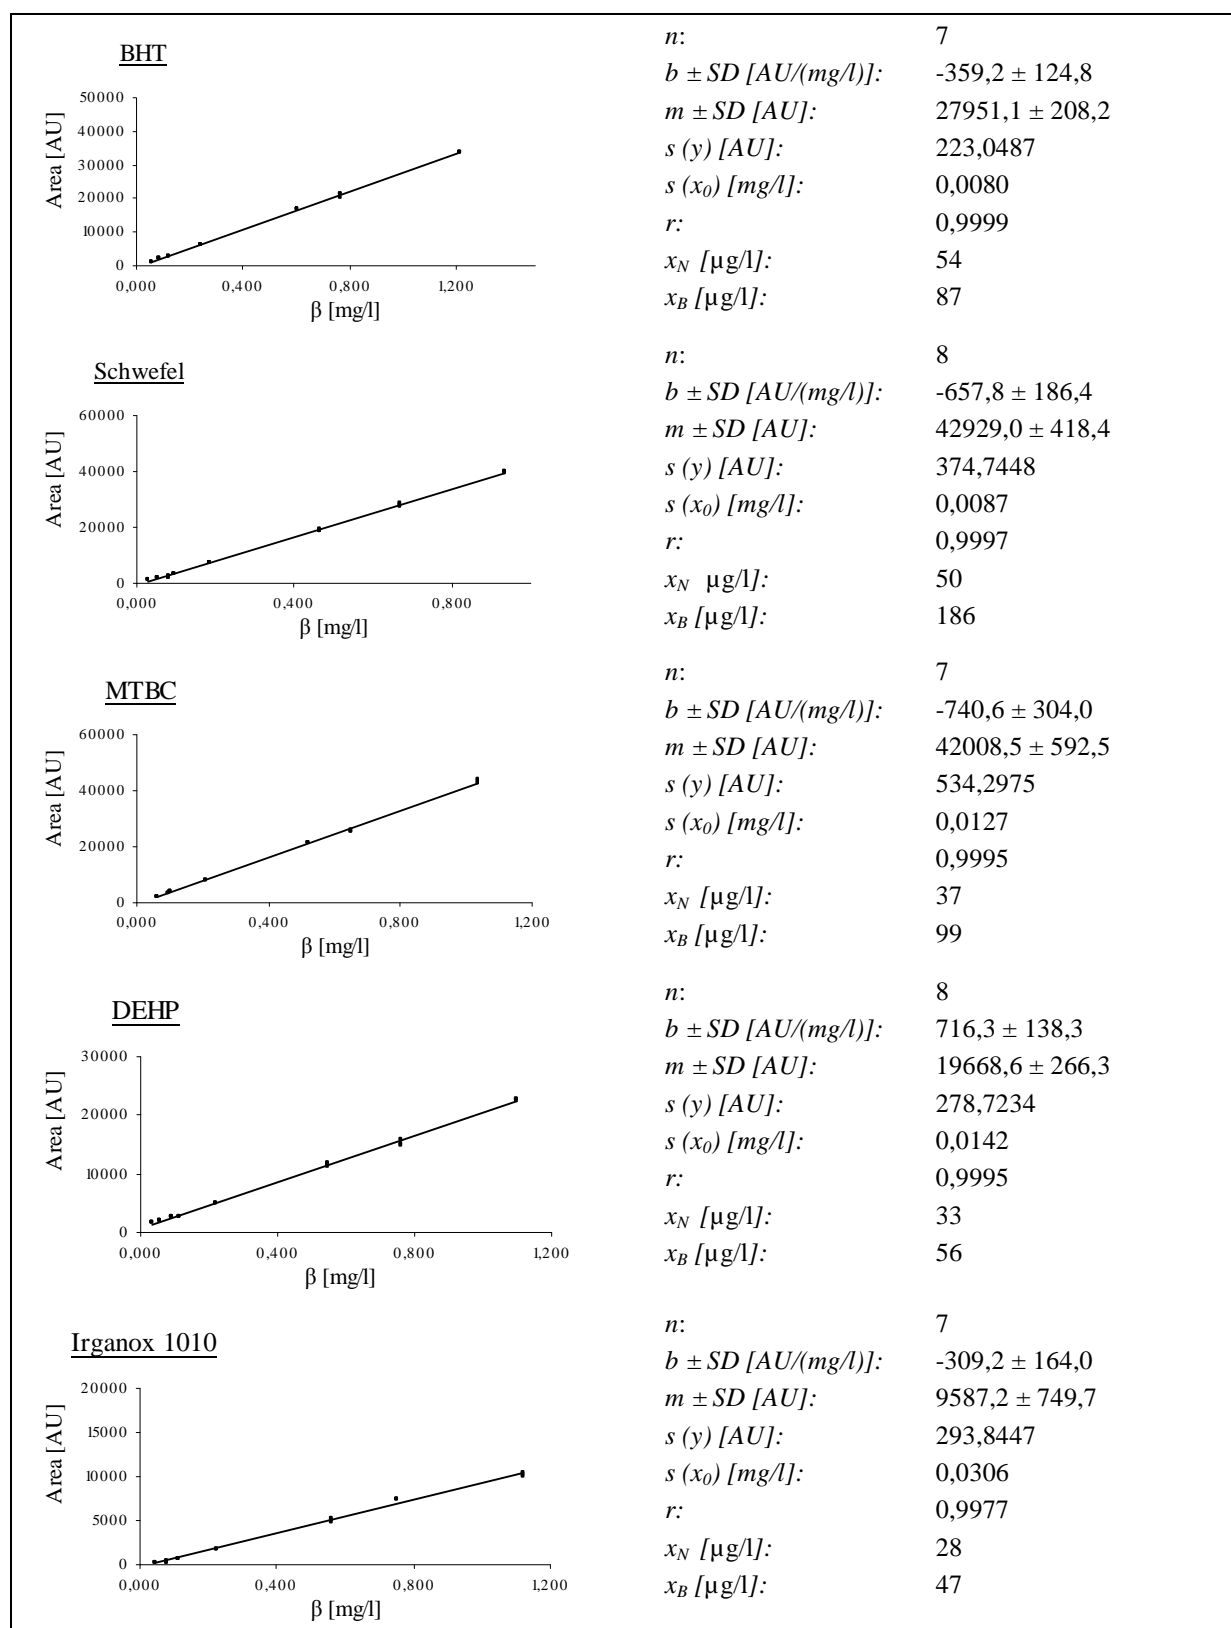 BHT
Area [AU]
50000
40000
30000
20000
10000
0
0,000 0,400 0,800 1,200
β [mg/l]
n: 7
b ± SD [AU/(mg/l)]: -359,2 ± 124,8
m ± SD [AU]: 27951,1 ± 208,2
s (y) [AU]: 223,0487
s (x₀) [mg/l]: 0,0080
r: 0,9999
x_N [µg/l]: 54
x_B [µg/l]: 87
Schwefel
Area [AU]
60000
40000
20000
0
0,000 0,400 0,800
β [mg/l]
n: 8
b ± SD [AU/(mg/l)]: -657,8 ± 186,4
m ± SD [AU]: 42929,0 ± 418,4
s (y) [AU]: 374,7448
s (x₀) [mg/l]: 0,0087
r: 0,9997
x_N µg/l]: 50
x_B [µg/l]: 186
MTBC
Area [AU]
60000
40000
20000
0
0,000 0,400 0,800 1,200
β [mg/l]
n: 7
b ± SD [AU/(mg/l)]: -740,6 ± 304,0
m ± SD [AU]: 42008,5 ± 592,5
s (y) [AU]: 534,2975
s (x₀) [mg/l]: 0,0127
r: 0,9995
x_N [µg/l]: 37
x_B [µg/l]: 99
DEHP
Area [AU]
30000
20000
10000
0
0,000 0,400 0,800 1,200
β [mg/l]
n: 8
b ± SD [AU/(mg/l)]: 716,3 ± 138,3
m ± SD [AU]: 19668,6 ± 266,3
s (y) [AU]: 278,7234
s (x₀) [mg/l]: 0,0142
r: 0,9995
x_N [µg/l]: 33
x_B [µg/l]: 56
Irganox 1010
Area [AU]
20000
15000
10000
5000
0
0,000 0,400 0,800 1,200
β [mg/l]
n: 7
b ± SD [AU/(mg/l)]: -309,2 ± 164,0
m ± SD [AU]: 9587,2 ± 749,7
s (y) [AU]: 293,8447
s (x₀) [mg/l]: 0,0306
r: 0,9977
x_N [µg/l]: 28
x_B [µg/l]: 47